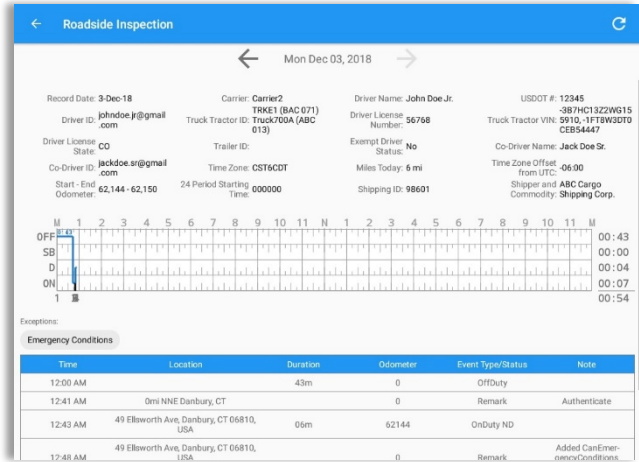 Roadside Inspection
Mon Dec 03, 2018
Record Date: 3-Dec-18
Carrier: Carrier2
Driver Name: John Doe Jr.
USDOT #: 12345
Driver ID: johndoe.jr@gmail
.com
Truck Tractor ID: TRKE1 (BAC 071)
Truck700A (ABC
013)
Driver License
Number: 56768
Truck Tractor VIN: -3B7HC13Z2WG15
5910, -1FT8W3DT0
CEB54447
Driver License
State: CO
Trailer ID:
Exempt Driver
Status: No
Co-Driver Name: Jack Doe Sr.
Co-Driver ID: jackdoe.sr@gmail
.com
Time Zone: CST6CDT
Miles Today: 6 mi
Time Zone Offset
from UTC: -06:00
Start - End
Odometer: 62,144 - 62,150
24 Period Starting
Time: 000000
Shipping ID: 98601
Shipper and
Commodity: ABC Cargo
Shipping Corp.
M 1 2 3 4 5 6 7 8 9 10 11 N 1 2 3 4 5 6 7 8 9 10 11 M
OFF 0:43 00:43
SB 00:00
D 00:04
ON 00:07
1 00:54
Exceptions:
Emergency Conditions
Time Location Duration Odometer Event Type/Status Note
12:00 AM 43m 0 OffDuty
12:41 AM 0mi NNE Danbury, CT 0 Remark Authenticate
12:43 AM 49 Ellsworth Ave, Danbury, CT 06810,
USA 06m 62144 OnDuty ND
12:48 AM 49 Ellsworth Ave, Danbury, CT 06810,
USA 0 Remark Added CanEmer-
gencyConditions